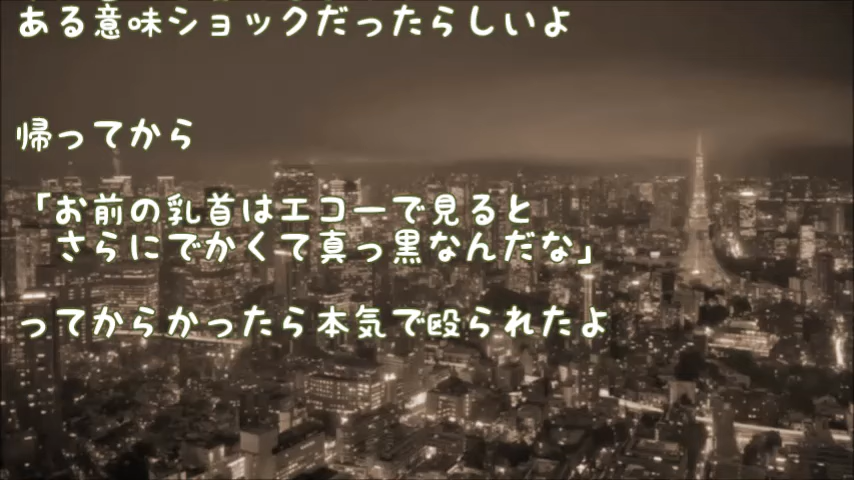 ある意味ショックだったらしいよ
帰ってから
「お前の乳首はエコーで見ると
さらにでかくて真っ黒なんだな」
ってからかったら本気で殴られたよ